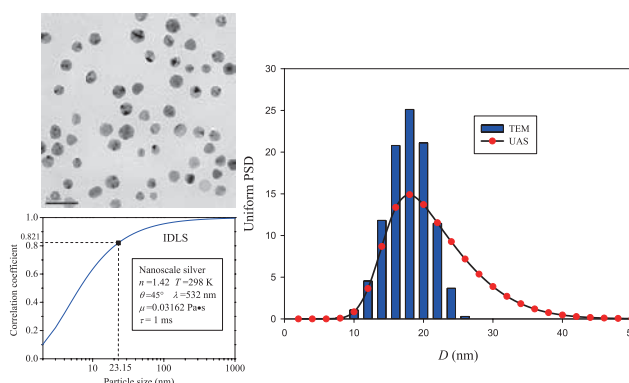 1.0
0.821
0.8
0.6
0.4
0.2
0.0
Correlation coefficient
IDLS
Nanoscale silver
n=1.42 T=298 K
θ=45° λ=532 nm
μ=0.03162 Pa•s
τ= 1 ms
10
23.15
100
1000
Particle size (nm)
30
25
20
15
10
5
0
Uniform PSD
TEM
UAS
0
10
20
30
40
50
D (nm)